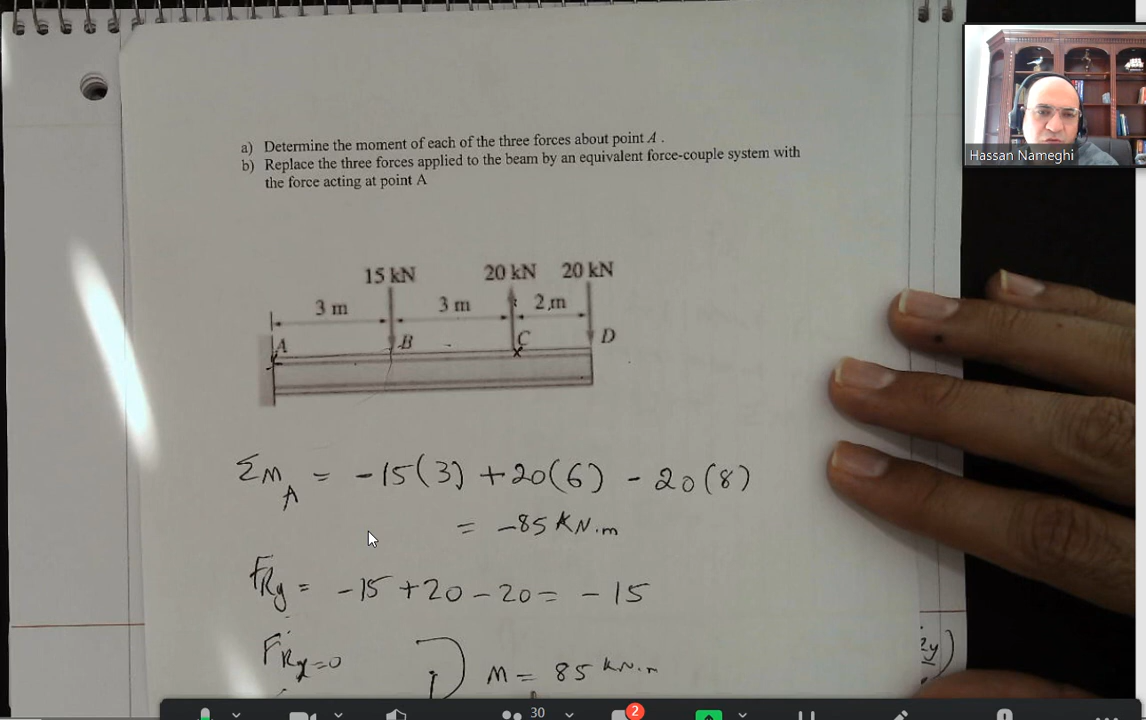 a) Determine the moment of each of the three forces about point A .
b) Replace the three forces applied to the beam by an equivalent force-couple system with
the force acting at point A
Hassan Nameghi
15 kN 20 kN 20 kN
3 m 3 m 2 m
A B C D
ΣM_A = -15(3) +20(6) - 20(8)
= -85 KN.m
F_Ry = -15 +20 -20 = -15
F_Rx = 0 M = 85 KN.m
2y)
30 2